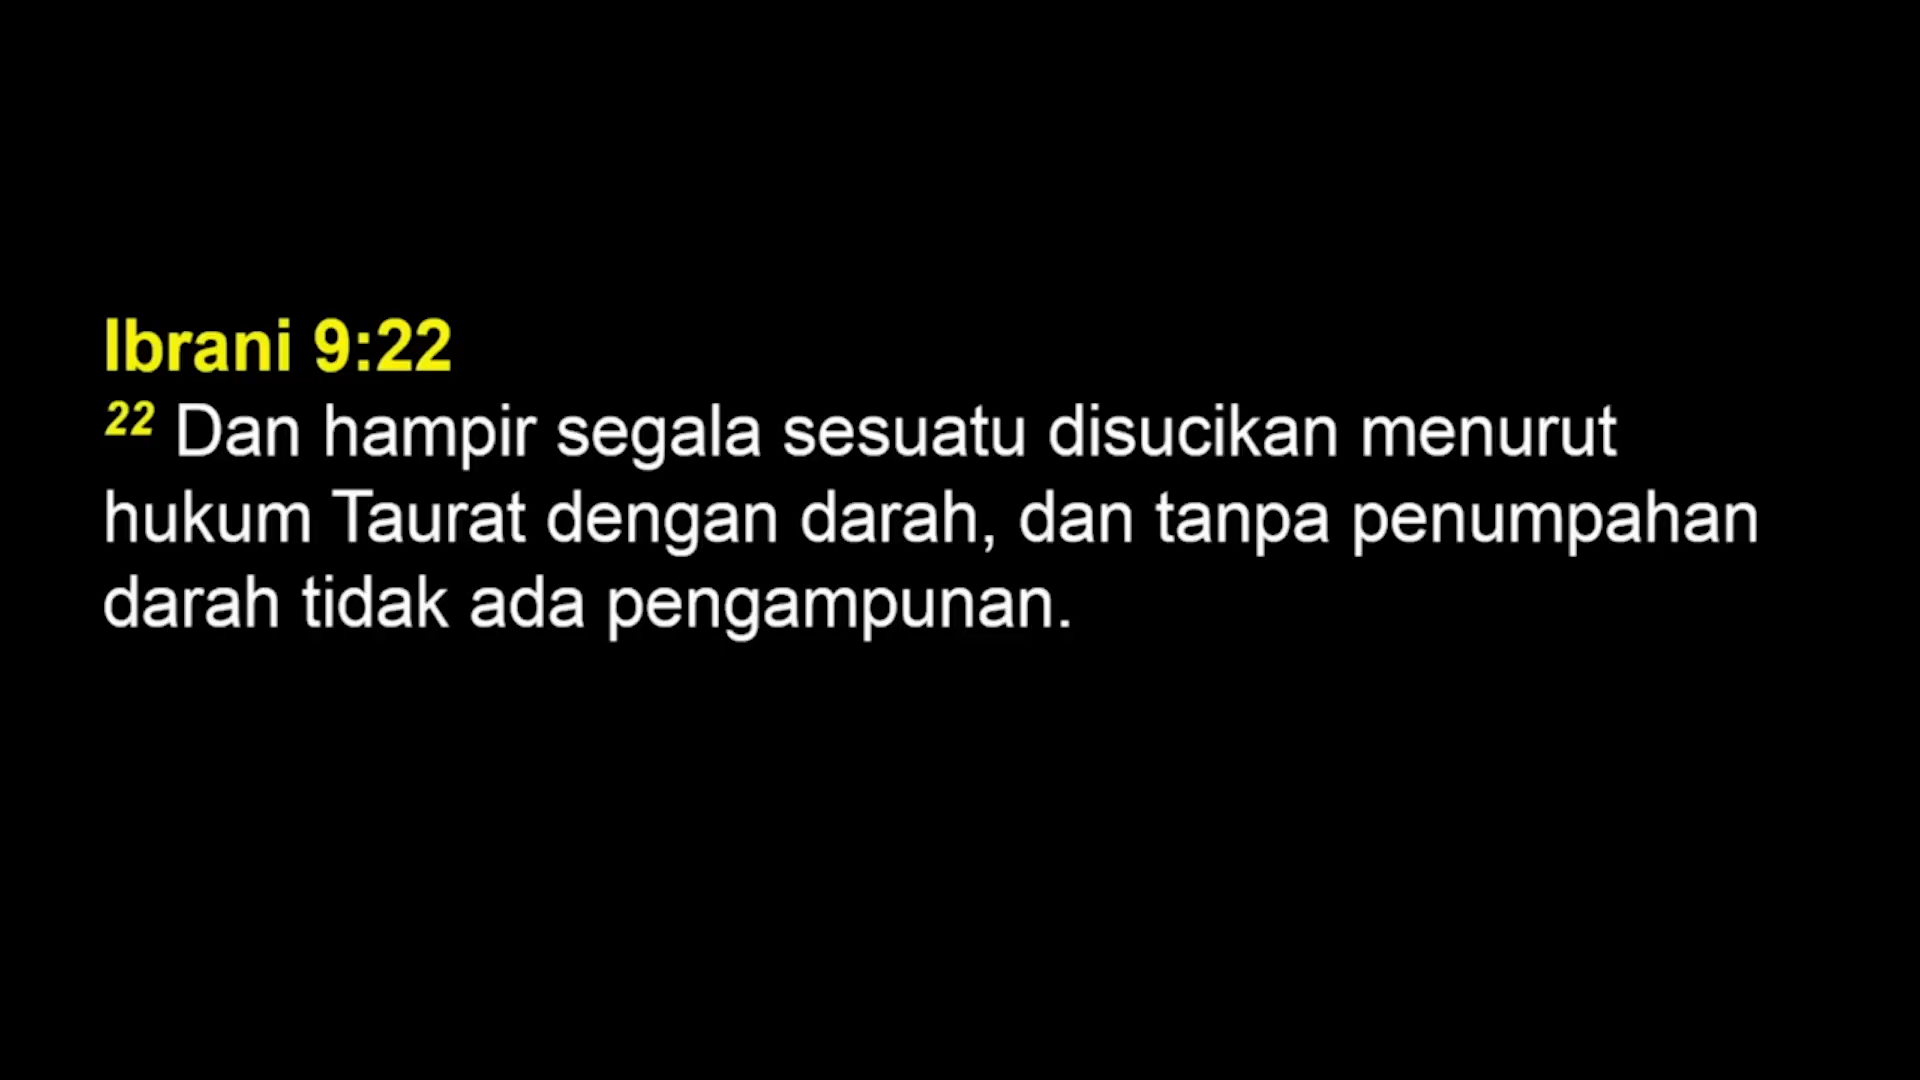 Ibrani 9:22
22 Dan hampir segala sesuatu disucikan menurut
hukum Taurat dengan darah, dan tanpa penumpahan
darah tidak ada pengampunan.